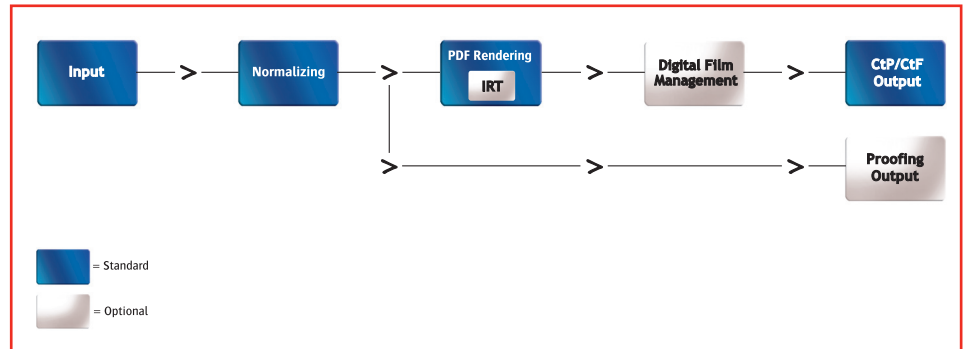 Input
Normalizing
PDF Rendering
IRT
Digital Film
Management
CtP/CtF
Output
Proofing
Output
= Standard
= Optional